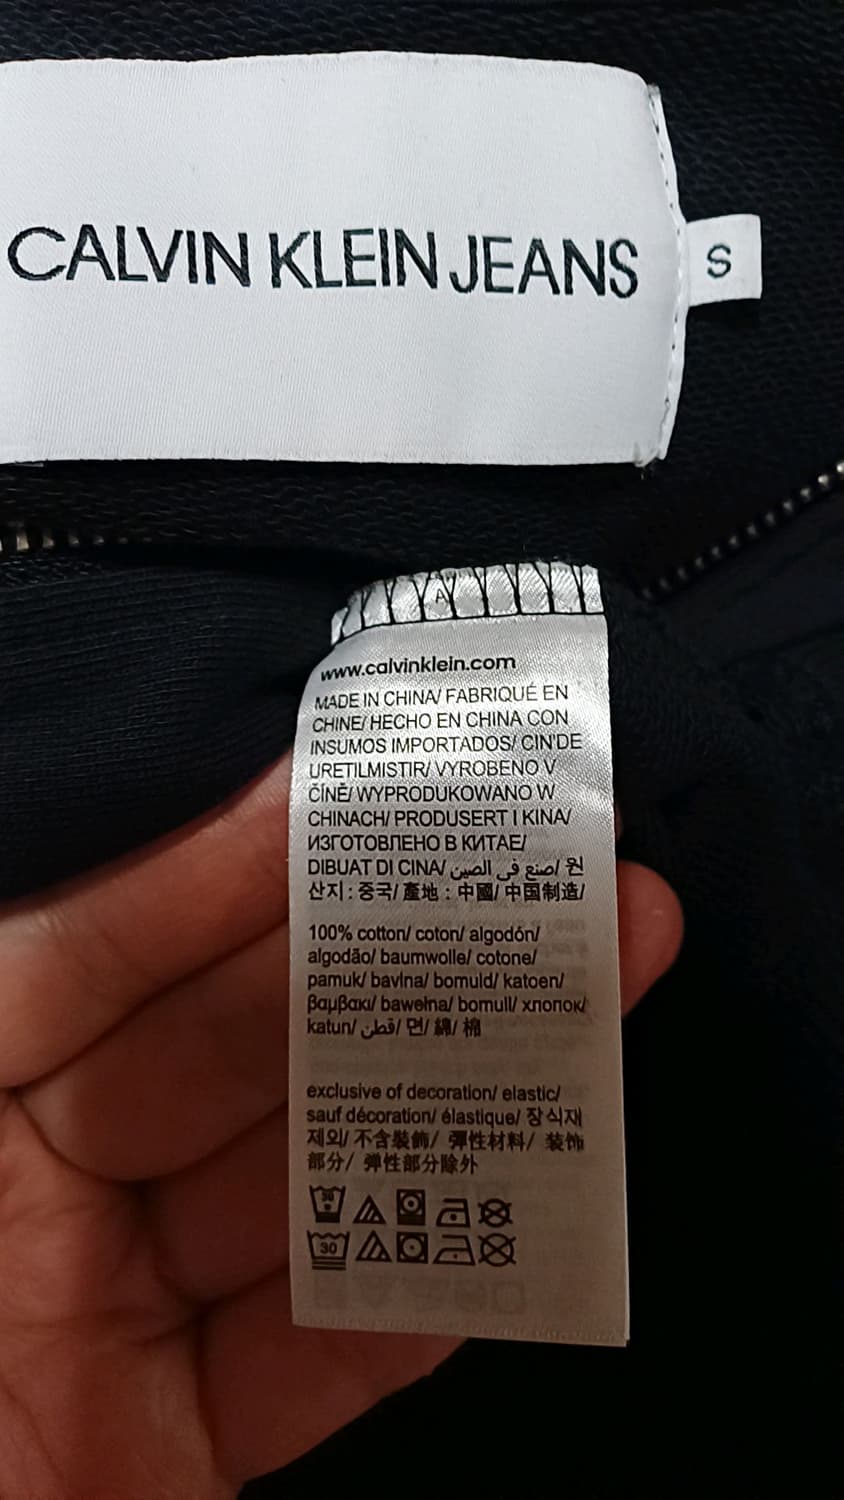 CALVIN KLEIN JEANS
S
A
www.calvinklein.com
MADE IN CHINA/ FABRIQUÉ EN
CHINE/ HECHO EN CHINA CON
INSUMOS IMPORTADOS/ CIN'DE
URETILMISTIR/ VYROBENO V
ČÍNĚ/ WYPRODUKOWANO W
CHINACH/ PRODUSERT I KINA/
ИЗГОТОВЛЕНО В КИТАЕ/
DIBUAT DI CINA/ صنع في الصين/ 원
산지 : 중국/ 產地 : 中國/ 中国制造/
100% cotton/ coton/ algodón/
algodão/ baumwolle/ cotone/
pamuk/ bavlna/ bomuld/ katoen/
βαμβακι/ bawełna/ bomull/ хлопок/
katun/ قطن/ 면/ 綿/ 棉
exclusive of decoration/ elastic/
sauf décoration/ élastique/ 장식재
제외/ 不含裝飾/ 彈性材料/ 装饰
部分/ 弹性部分除外
30
30